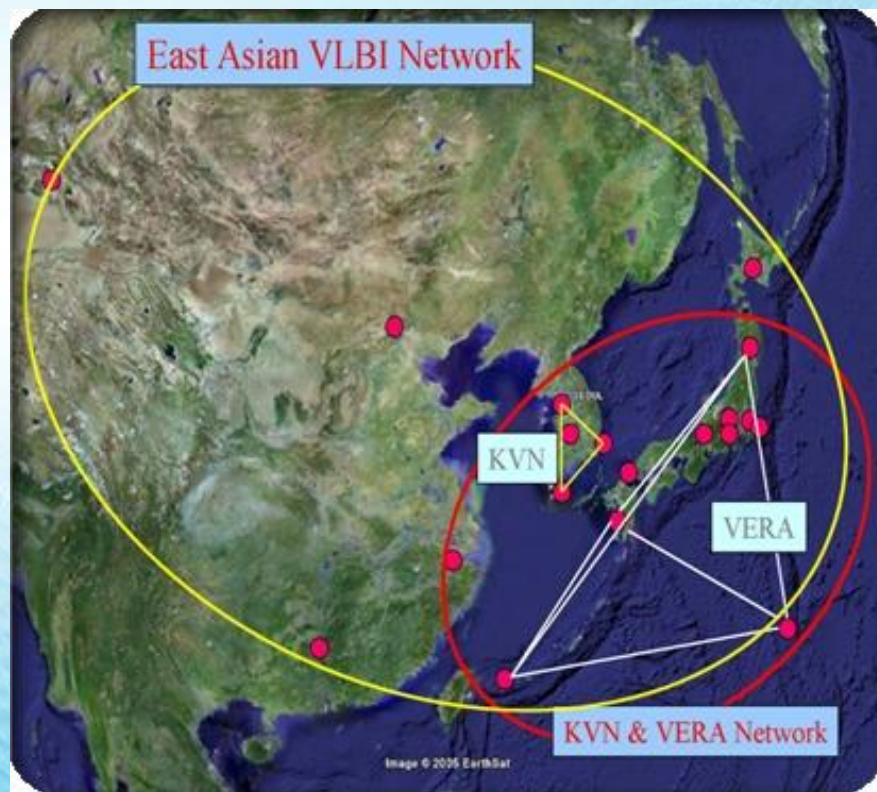 East Asian VLBI Network
KVN
VERA
KVN & VERA Network
Image © 2005 EarthSat